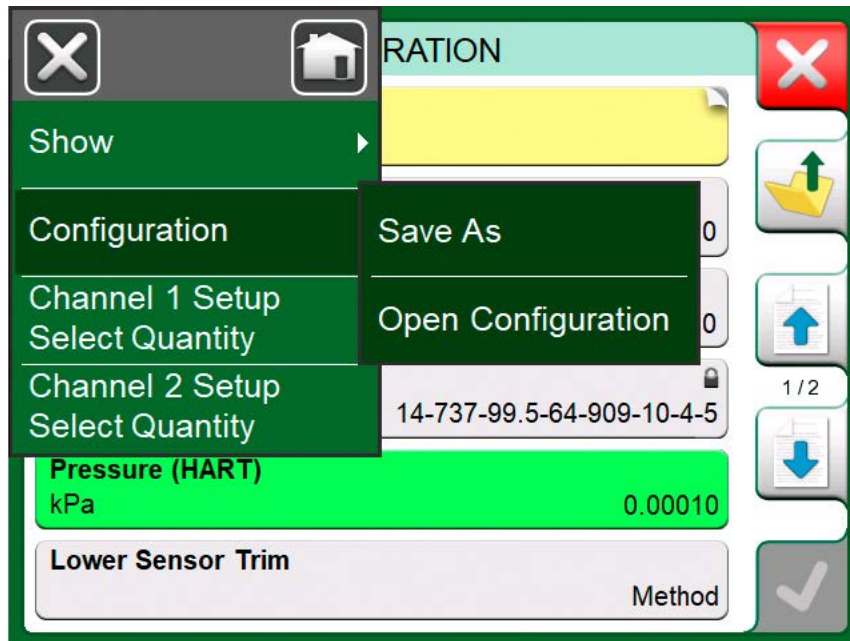 RATION
Show
Configuration
Save As
0
Channel 1 Setup
Select Quantity
Open Configuration
0
Channel 2 Setup
Select Quantity
14-737-99.5-64-909-10-4-5
1/2
Pressure (HART)
kPa
0.00010
Lower Sensor Trim
Method